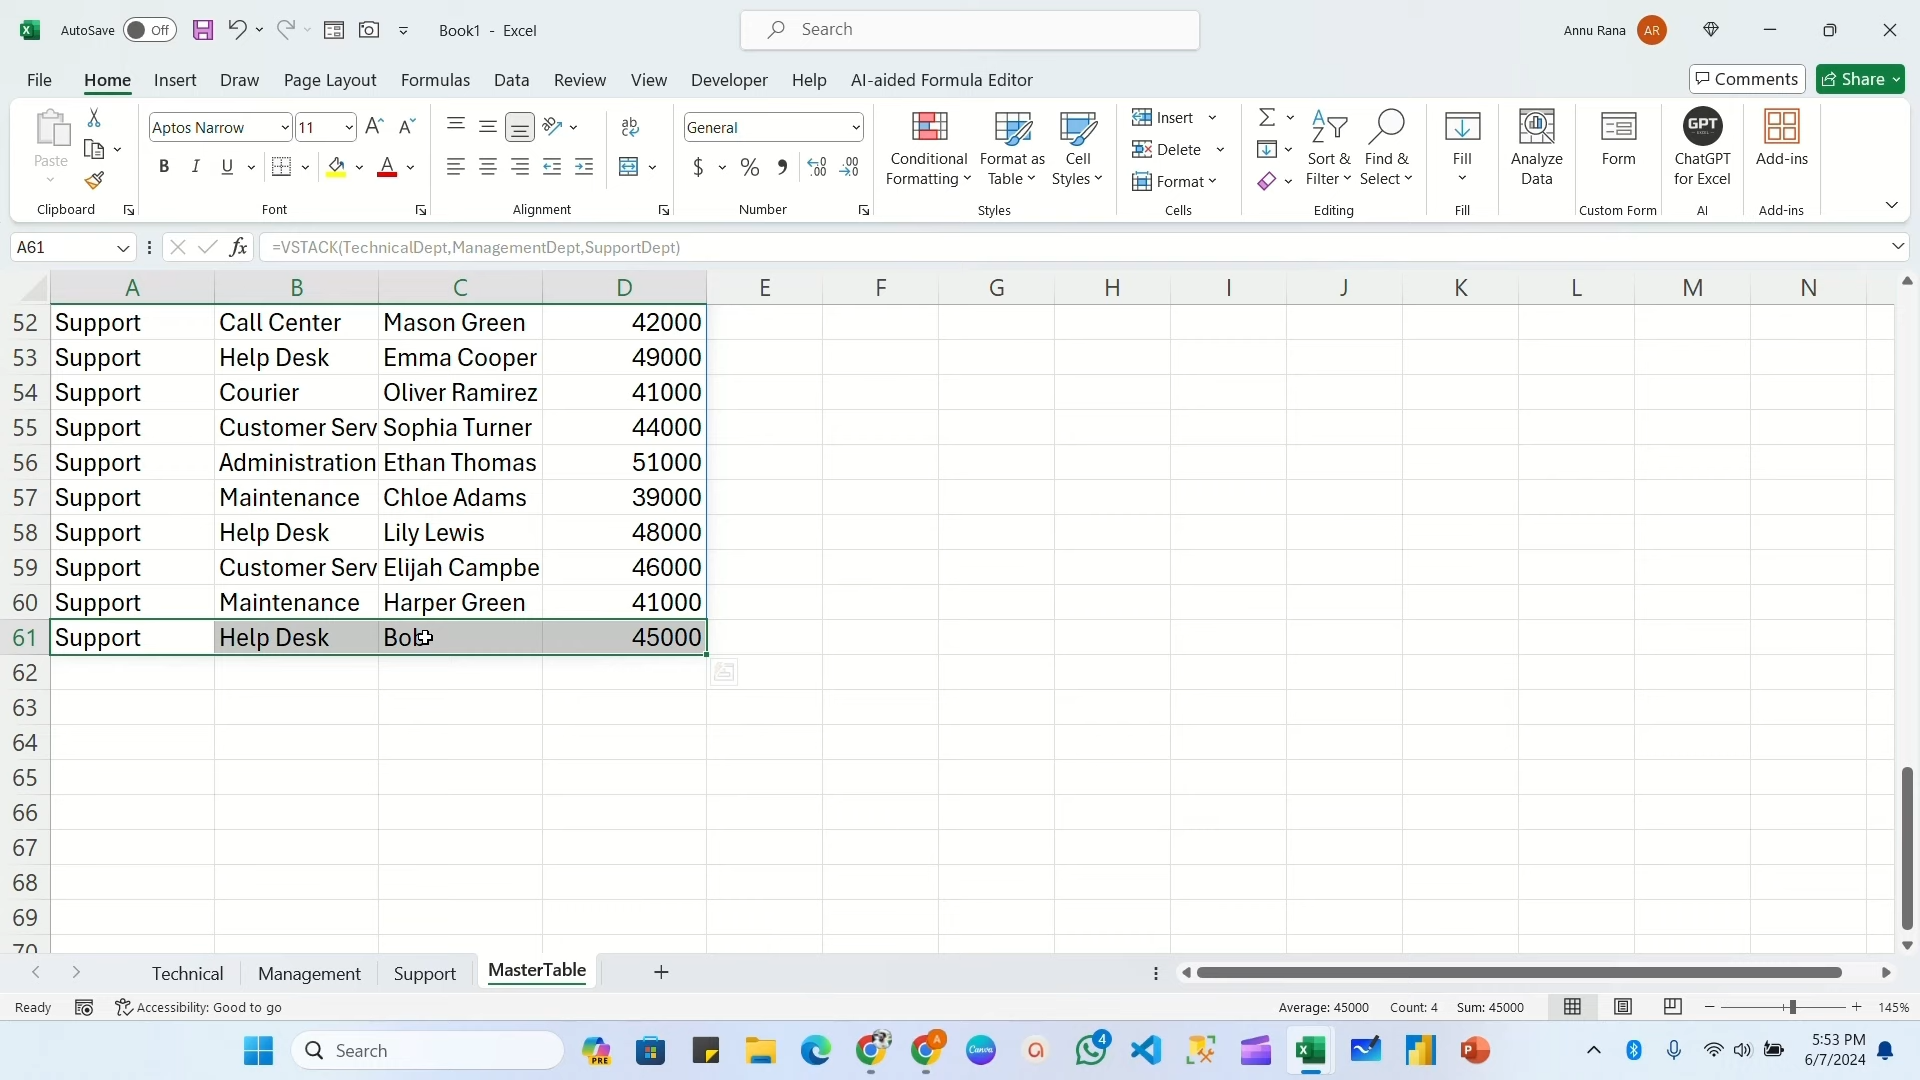 AutoSave Off Book1 - Excel Search Annu Rana AR
File Home Insert Draw Page Layout Formulas Data Review View Developer Help AI-aided Formula Editor Comments Share
Paste Aptos Narrow 11 General Conditional Formatting Format as Table Cell Styles Insert Delete Format Sort & Filter Find & Select Fill Analyze Data Form GPT ChatGPT for Excel Add-ins
Clipboard Font Alignment Number Styles Cells Editing Fill Custom Form AI Add-ins
A61 fx =VSTACK(TechnicalDept,ManagementDept,SupportDept)
A B C D E F G H I J K L M N
52 Support Call Center Mason Green 42000
53 Support Help Desk Emma Cooper 49000
54 Support Courier Oliver Ramirez 41000
55 Support Customer Serv Sophia Turner 44000
56 Support Administration Ethan Thomas 51000
57 Support Maintenance Chloe Adams 39000
58 Support Help Desk Lily Lewis 48000
59 Support Customer Serv Elijah Campbe 46000
60 Support Maintenance Harper Green 41000
61 Support Help Desk Bob 45000
62
63
64
65
66
67
68
69
70
Technical Management Support MasterTable
Ready Accessibility: Good to go Average: 45000 Count: 4 Sum: 45000 145%
Search PRE A Canva 4 5:53 PM
6/7/2024